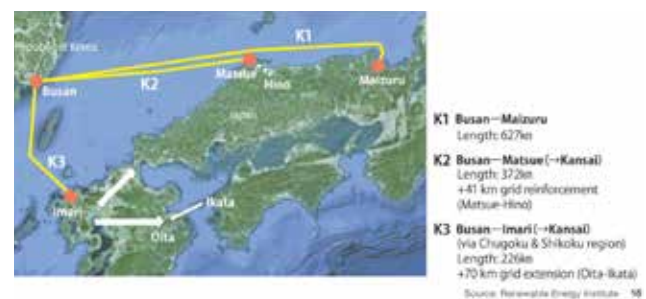 Republic of Korea
K1
Matsue
Hino
Maizuru
Busan
K2
Japan
K3
Imari
Ikata
Oita
K1 Busan—Maizuru
Length: 627km
K2 Busan—Matsue(→Kansai)
Length: 372km
+41 km grid reinforcement
(Matsue-Hino)
K3 Busan—Imari(→Kansai)
(via Chugoku & Shikoku region)
Length: 226km
+70 km grid extension (Oita-Ikata)
Source: Renewable Energy Institute 16